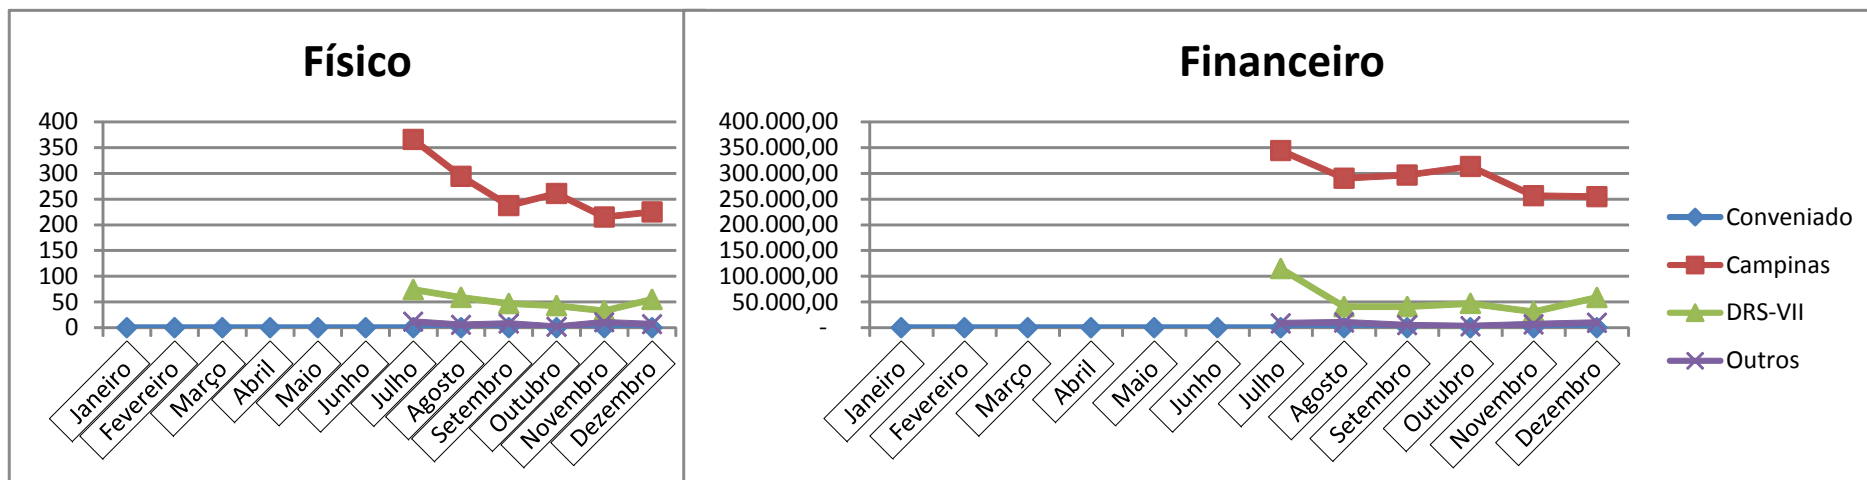 Físico
400
350
300
250
200
150
100
50
0
Janeiro
Fevereiro
Março
Abril
Maio
Junho
Julho
Agosto
Setembro
Outubro
Novembro
Dezembro
Financeiro
400.000,00
350.000,00
300.000,00
250.000,00
200.000,00
150.000,00
100.000,00
50.000,00
-
Janeiro
Fevereiro
Março
Abril
Maio
Junho
Julho
Agosto
Setembro
Outubro
Novembro
Dezembro
Conveniado
Campinas
DRS-VII
Outros